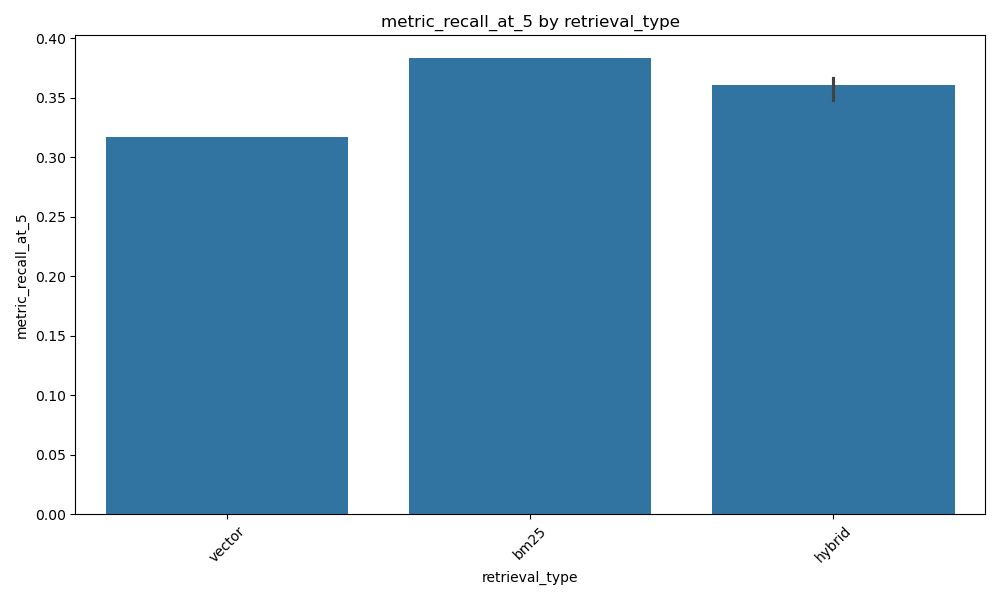 metric_recall_at_5 by retrieval_type
metric_recall_at_5
0.40
0.35
0.30
0.25
0.20
0.15
0.10
0.05
0.00
vector
bm25
hybrid
retrieval_type